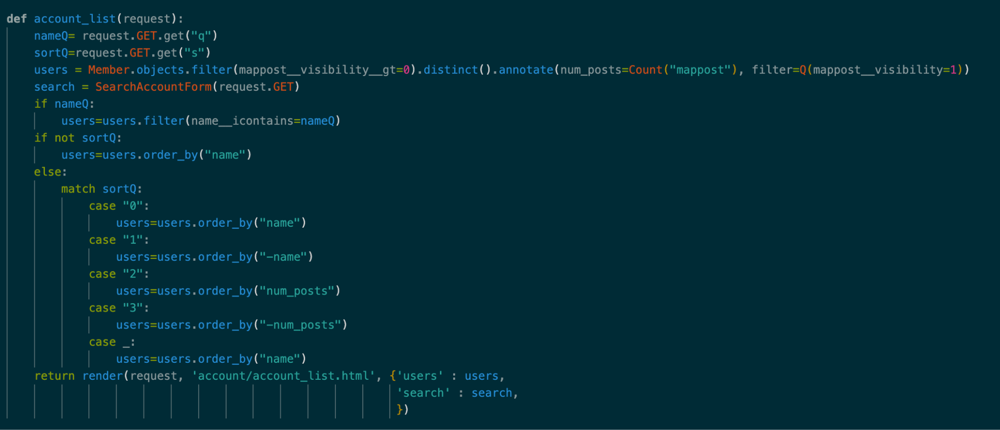 def account_list(request):
    nameQ= request.GET.get("q")
    sortQ=request.GET.get("s")
    users = Member.objects.filter(mappost__visibility__gt=0).distinct().annotate(num_posts=Count("mappost"), filter=Q(mappost__visibility=1))
    search = SearchAccountForm(request.GET)
    if nameQ:
        users=users.filter(name__icontains=nameQ)
    if not sortQ:
        users=users.order_by("name")
    else:
        match sortQ:
            case "0":
                users=users.order_by("name")
            case "1":
                users=users.order_by("-name")
            case "2":
                users=users.order_by("num_posts")
            case "3":
                users=users.order_by("-num_posts")
            case _:
                users=users.order_by("name")
    return render(request, 'account/account_list.html', {'users' : users,
                                                         'search' : search,
                                                         })